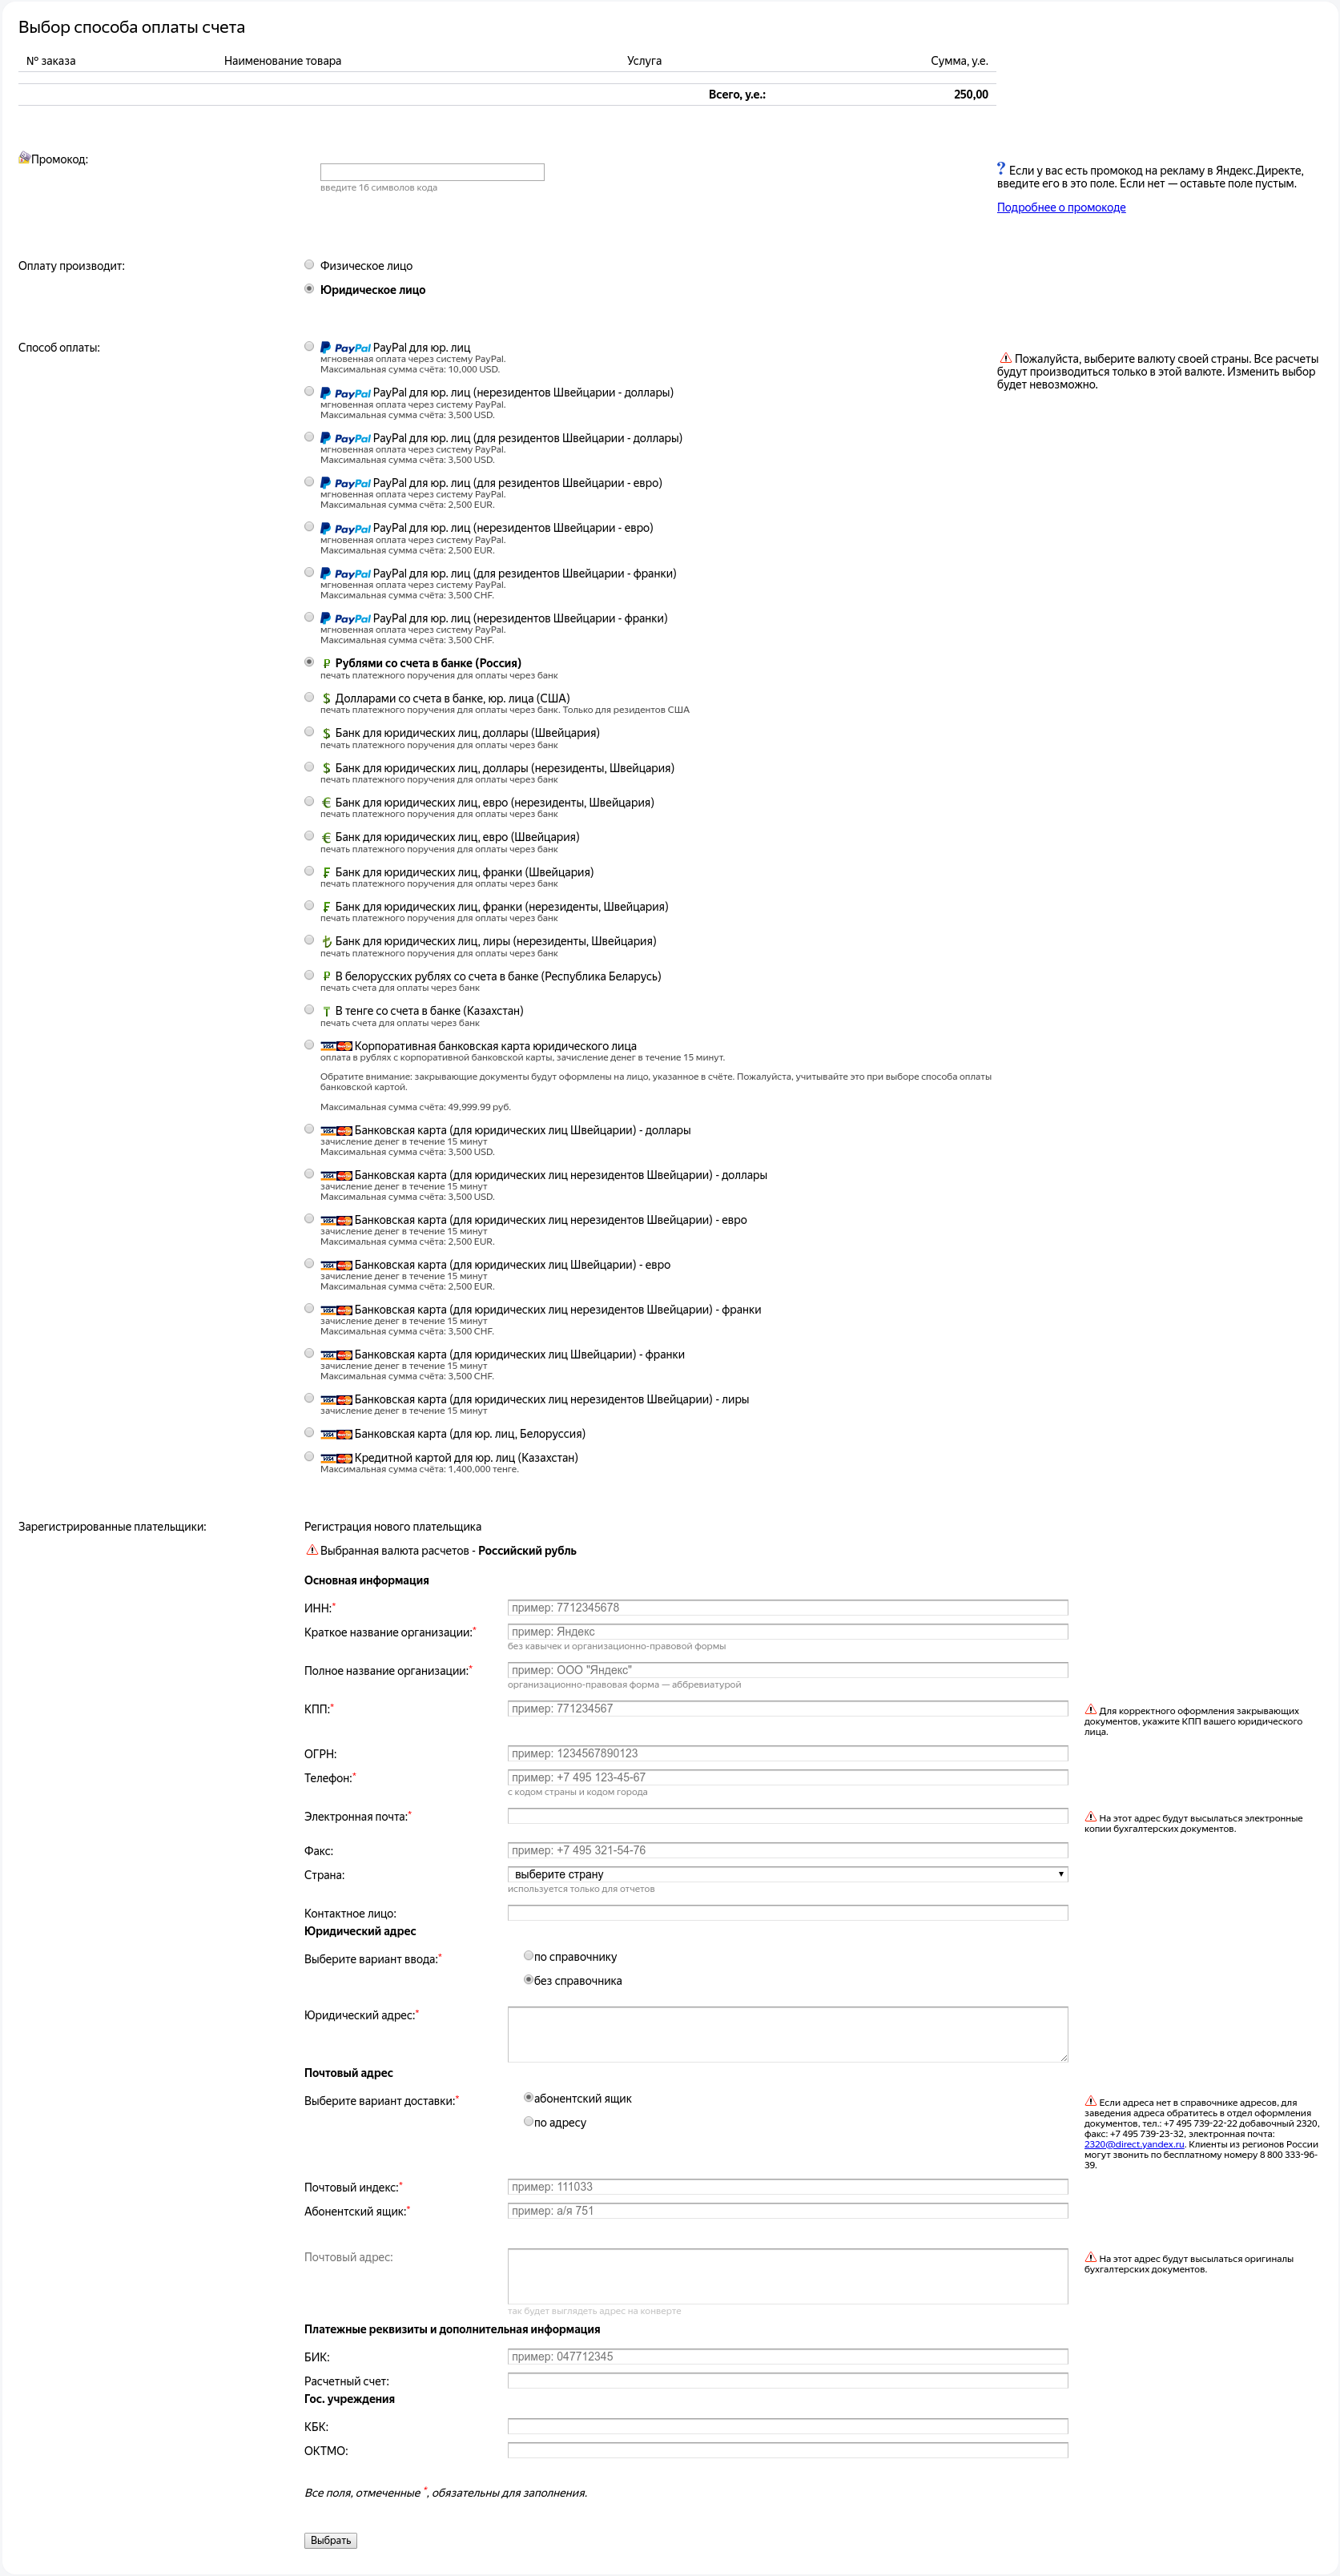 Выбор способа оплаты счета
№ заказа Наименование товара Услуга Сумма, у.е.
Всего, у.е.: 250,00
Промокод:
введите 16 символов кода
? Если у вас есть промокод на рекламу в Яндекс.Директе,
введите его в это поле. Если нет — оставьте поле пустым.
Подробнее о промокоде
Оплату производит:
Физическое лицо
Юридическое лицо
Способ оплаты:
PayPal PayPal для юр. лиц
мгновенная оплата через систему PayPal.
Максимальная сумма счёта: 10,000 USD.
Пожалуйста, выберите валюту своей страны. Все расчеты
будут производиться только в этой валюте. Изменить выбор
будет невозможно.
PayPal PayPal для юр. лиц (нерезидентов Швейцарии - доллары)
мгновенная оплата через систему PayPal.
Максимальная сумма счёта: 3,500 USD.
PayPal PayPal для юр. лиц (для резидентов Швейцарии - доллары)
мгновенная оплата через систему PayPal.
Максимальная сумма счёта: 3,500 USD.
PayPal PayPal для юр. лиц (для резидентов Швейцарии - евро)
мгновенная оплата через систему PayPal.
Максимальная сумма счёта: 2,500 EUR.
PayPal PayPal для юр. лиц (нерезидентов Швейцарии - евро)
мгновенная оплата через систему PayPal.
Максимальная сумма счёта: 2,500 EUR.
PayPal PayPal для юр. лиц (для резидентов Швейцарии - франки)
мгновенная оплата через систему PayPal.
Максимальная сумма счёта: 3,500 CHF.
PayPal PayPal для юр. лиц (нерезидентов Швейцарии - франки)
мгновенная оплата через систему PayPal.
Максимальная сумма счёта: 3,500 CHF.
₽ Рублями со счета в банке (Россия)
печать платежного поручения для оплаты через банк
$ Долларами со счета в банке, юр. лица (США)
печать платежного поручения для оплаты через банк. Только для резидентов США
$ Банк для юридических лиц, доллары (Швейцария)
печать платежного поручения для оплаты через банк
$ Банк для юридических лиц, доллары (нерезиденты, Швейцария)
печать платежного поручения для оплаты через банк
€ Банк для юридических лиц, евро (нерезиденты, Швейцария)
печать платежного поручения для оплаты через банк
€ Банк для юридических лиц, евро (Швейцария)
печать платежного поручения для оплаты через банк
₣ Банк для юридических лиц, франки (Швейцария)
печать платежного поручения для оплаты через банк
₣ Банк для юридических лиц, франки (нерезиденты, Швейцария)
печать платежного поручения для оплаты через банк
₺ Банк для юридических лиц, лиры (нерезиденты, Швейцария)
печать платежного поручения для оплаты через банк
₽ В белорусских рублях со счета в банке (Республика Беларусь)
печать счета для оплаты через банк
₸ В тенге со счета в банке (Казахстан)
печать счета для оплаты через банк
VISA Корпоративная банковская карта юридического лица
оплата в рублях с корпоративной банковской карты, зачисление денег в течение 15 минут.
Обратите внимание: закрывающие документы будут оформлены на лицо, указанное в счёте. Пожалуйста, учитывайте это при выборе способа оплаты
банковской картой.
Максимальная сумма счёта: 49,999.99 руб.
VISA Банковская карта (для юридических лиц Швейцарии) - доллары
зачисление денег в течение 15 минут
Максимальная сумма счёта: 3,500 USD.
VISA Банковская карта (для юридических лиц нерезидентов Швейцарии) - доллары
зачисление денег в течение 15 минут
Максимальная сумма счёта: 3,500 USD.
VISA Банковская карта (для юридических лиц нерезидентов Швейцарии) - евро
зачисление денег в течение 15 минут
Максимальная сумма счёта: 2,500 EUR.
VISA Банковская карта (для юридических лиц Швейцарии) - евро
зачисление денег в течение 15 минут
Максимальная сумма счёта: 2,500 EUR.
VISA Банковская карта (для юридических лиц нерезидентов Швейцарии) - франки
зачисление денег в течение 15 минут
Максимальная сумма счёта: 3,500 CHF.
VISA Банковская карта (для юридических лиц Швейцарии) - франки
зачисление денег в течение 15 минут
Максимальная сумма счёта: 3,500 CHF.
VISA Банковская карта (для юридических лиц нерезидентов Швейцарии) - лиры
зачисление денег в течение 15 минут
VISA Банковская карта (для юр. лиц, Белоруссия)
VISA Кредитной картой для юр. лиц (Казахстан)
Максимальная сумма счёта: 1,400,000 тенге.
Зарегистрированные плательщики:
Регистрация нового плательщика
Выбранная валюта расчетов - Российский рубль
Основная информация
ИНН:* пример: 7712345678
Краткое название организации:* пример: Яндекс
без кавычек и организационно-правовой формы
Полное название организации:* пример: ООО "Яндекс"
организационно-правовая форма — аббревиатурой
КПП:* пример: 771234567
Для корректного оформления закрывающих
документов, укажите КПП вашего юридического
лица.
ОГРН: пример: 1234567890123
Телефон:* пример: +7 495 123-45-67
с кодом страны и кодом города
Электронная почта:*
На этот адрес будут высылаться электронные
копии бухгалтерских документов.
Факс: пример: +7 495 321-54-76
Страна: выберите страну
используется только для отчетов
Контактное лицо:
Юридический адрес
Выберите вариант ввода:* по справочнику
без справочника
Юридический адрес:*
Почтовый адрес
Выберите вариант доставки:* абонентский ящик
по адресу
Если адреса нет в справочнике адресов, для
заведения адреса обратитесь в отдел оформления
документов, тел.: +7 495 739-22-22 добавочный 2320,
факс: +7 495 739-23-32, электронная почта:
2320@direct.yandex.ru. Клиенты из регионов России
могут звонить по бесплатному номеру 8 800 333-96-
39.
Почтовый индекс:* пример: 111033
Абонентский ящик:* пример: а/я 751
Почтовый адрес:
На этот адрес будут высылаться оригиналы
бухгалтерских документов.
так будет выглядеть адрес на конверте
Платежные реквизиты и дополнительная информация
БИК: пример: 047712345
Расчетный счет:
Гос. учреждения
КБК:
ОКТМО:
Все поля, отмеченные *, обязательны для заполнения.
Выбрать